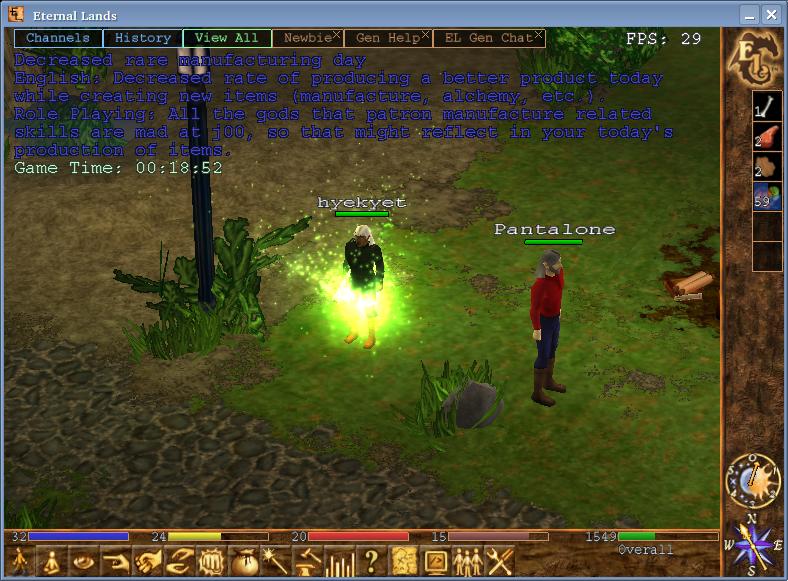 Eternal Lands
Channels History View All Newbie× Gen Help× EL Gen Chat× FPS: 29
Decreased rare manufacturing day
English: Decreased rate of producing a better product today
while creating new items (manufacture, alchemy, etc.).
Role Playing: All the gods that patron manufacture related
skills are mad at j00, so that might reflect in your today's
production of items.
Game Time: 00:18:52
1
2
2
59
hyekyet
Pantalone
32 24 20 15 1549
Overall
N
W E
S